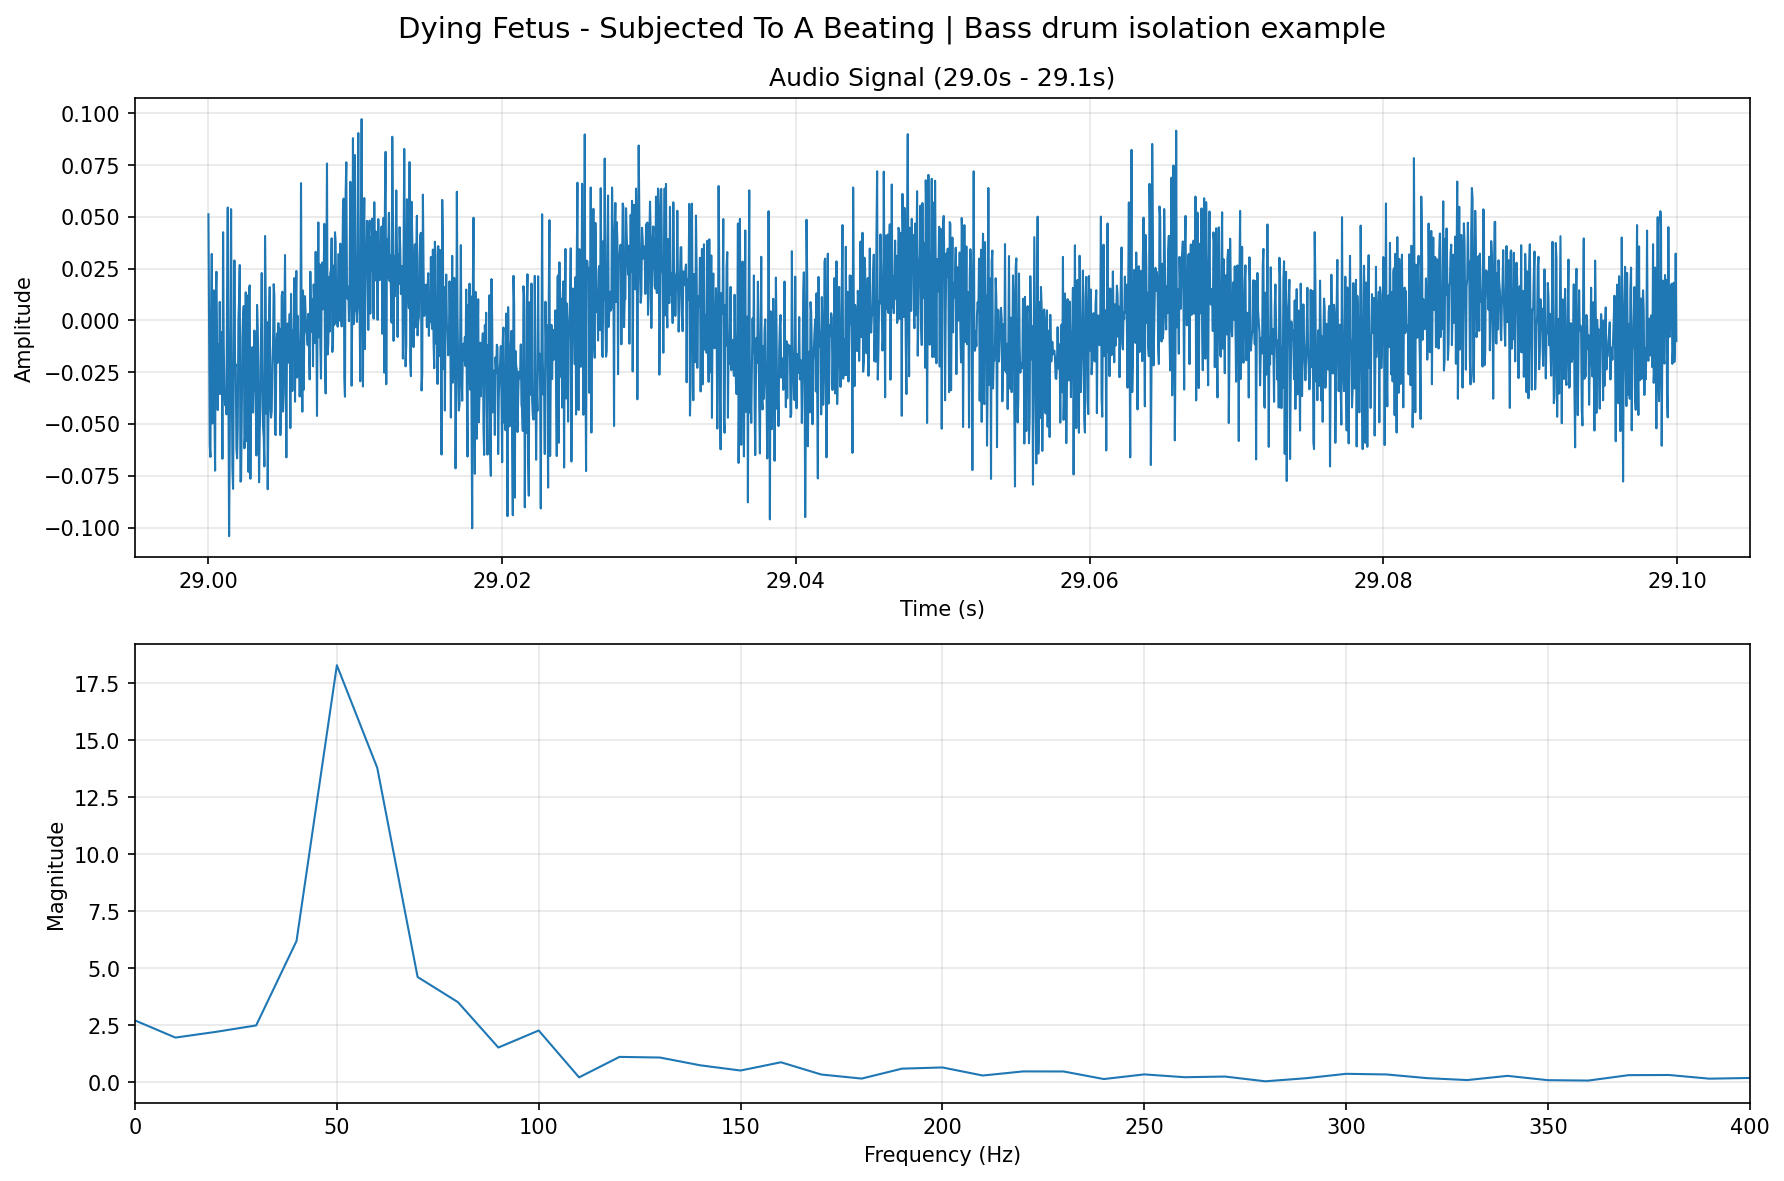 Dying Fetus - Subjected To A Beating | Bass drum isolation example
Audio Signal (29.0s - 29.1s)
Amplitude
0.100
0.075
0.050
0.025
0.000
−0.025
−0.050
−0.075
−0.100
29.00 29.02 29.04 29.06 29.08 29.10
Time (s)
Magnitude
17.5
15.0
12.5
10.0
7.5
5.0
2.5
0.0
0 50 100 150 200 250 300 350 400
Frequency (Hz)